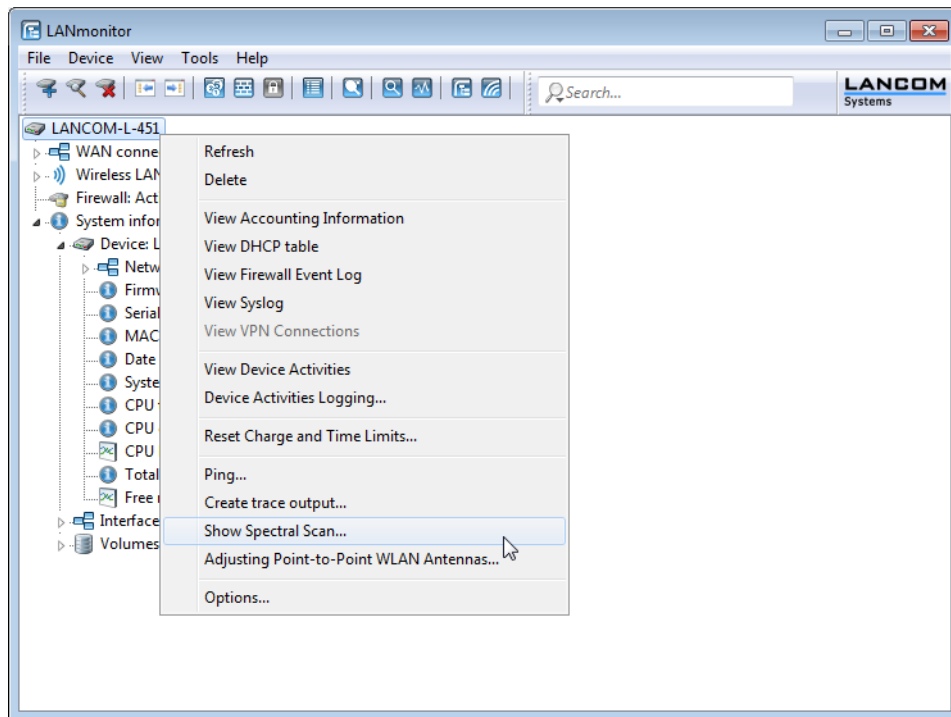 LANmonitor
File Device View Tools Help
Search...
LANCOM
Systems
LANCOM-L-451
WAN conne
Wireless LAN
Firewall: Act
System infor
Device: L
Netw
Firmw
Serial
MAC
Date
Syste
CPU
CPU
CPU
Total
Free
Interface
Volumes
Refresh
Delete
View Accounting Information
View DHCP table
View Firewall Event Log
View Syslog
View VPN Connections
View Device Activities
Device Activities Logging...
Reset Charge and Time Limits...
Ping...
Create trace output...
Show Spectral Scan...
Adjusting Point-to-Point WLAN Antennas...
Options...